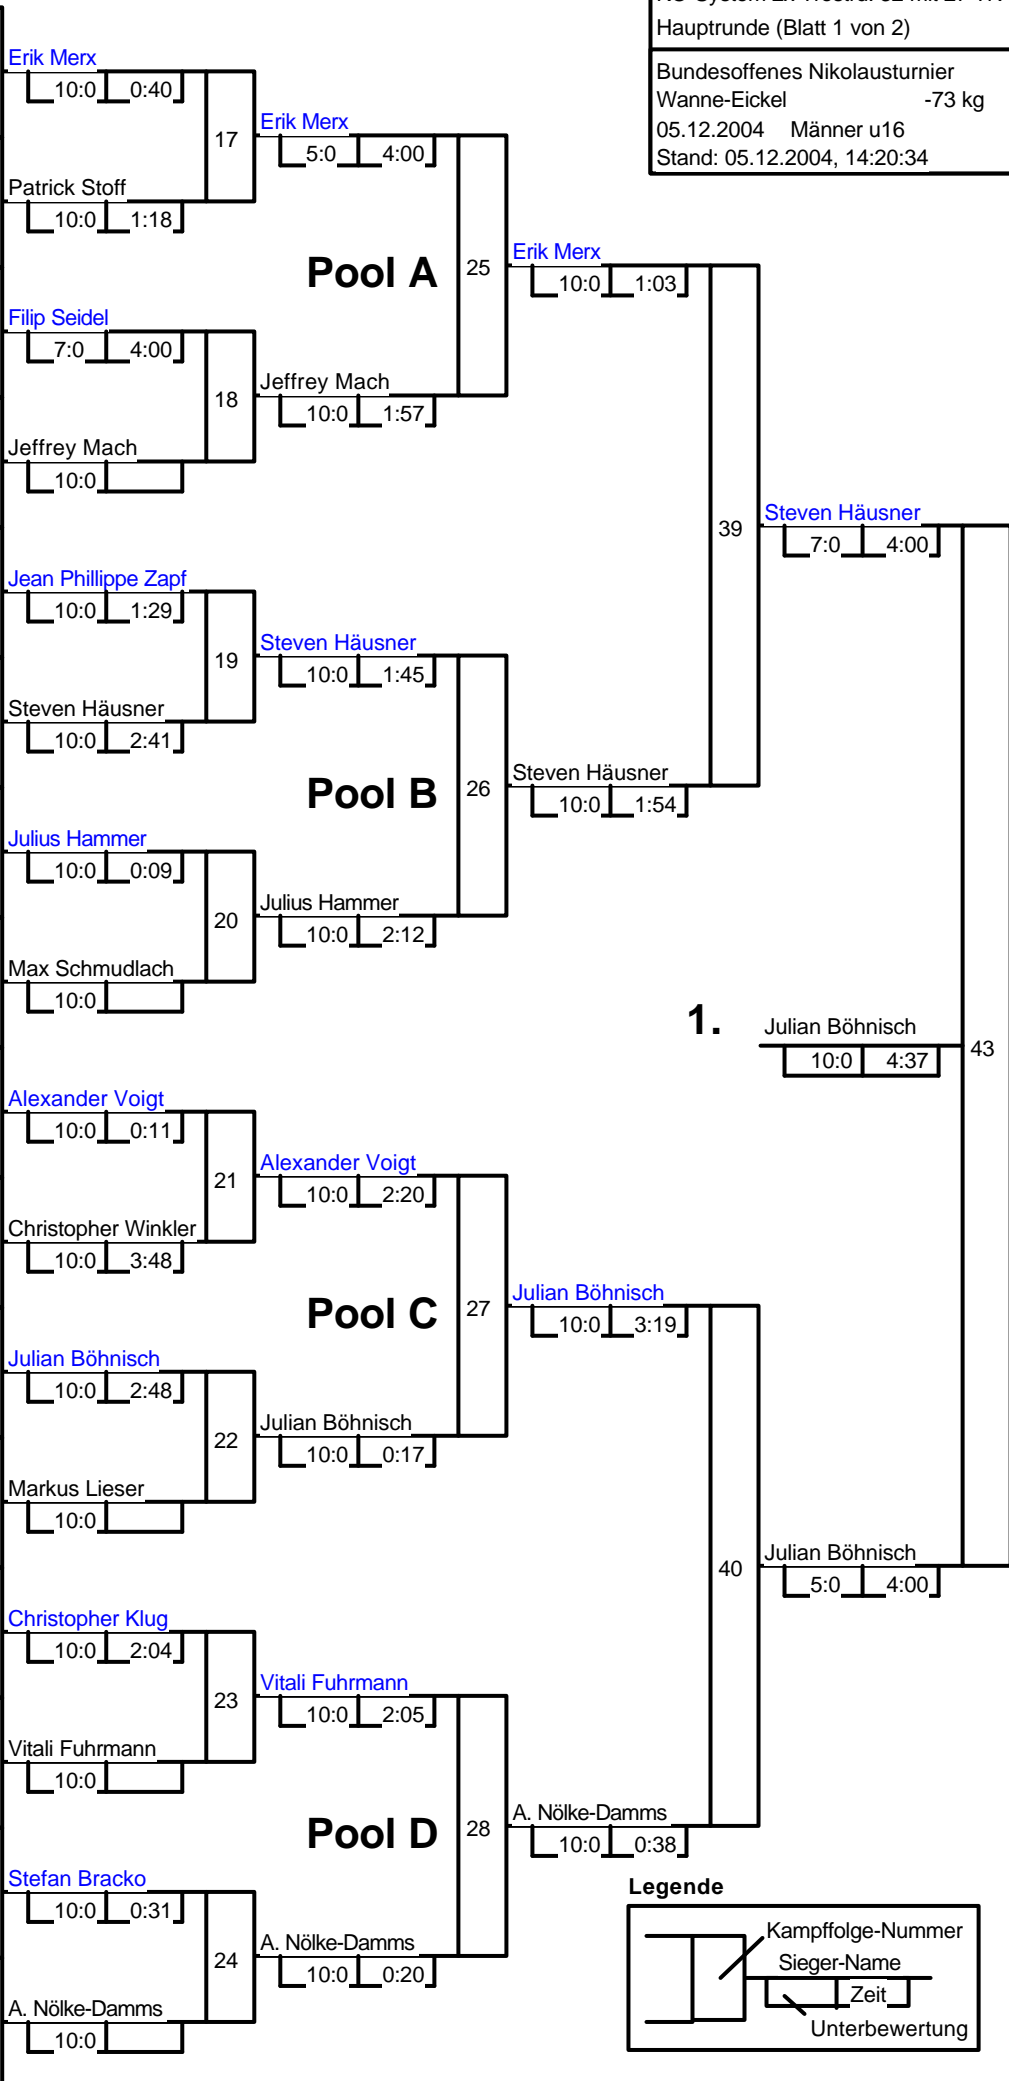 Hauptrunde (Blatt 1 von 2)
Bundesoffenes Nikolausturnier
Wanne-Eickel -73 kg
05.12.2004 Männer u16
Stand: 05.12.2004, 14:20:34
Erik Merx
10:0 0:40
17
Erik Merx
5:0 4:00
Patrick Stoff
10:0 1:18
Pool A
25
Erik Merx
10:0 1:03
Filip Seidel
7:0 4:00
18
Jeffrey Mach
10:0 1:57
Jeffrey Mach
10:0
39
Steven Häusner
7:0 4:00
Jean Phillippe Zapf
10:0 1:29
19
Steven Häusner
10:0 1:45
Steven Häusner
10:0 2:41
Pool B
26
Steven Häusner
10:0 1:54
Julius Hammer
10:0 0:09
20
Julius Hammer
10:0 2:12
Max Schmudlach
10:0
1.
Julian Böhnisch
10:0 4:37
43
Alexander Voigt
10:0 0:11
21
Alexander Voigt
10:0 2:20
Christopher Winkler
10:0 3:48
Pool C
27
Julian Böhnisch
10:0 3:19
Julian Böhnisch
10:0 2:48
22
Julian Böhnisch
10:0 0:17
Markus Lieser
10:0
40
Julian Böhnisch
5:0 4:00
Christopher Klug
10:0 2:04
23
Vitali Fuhrmann
10:0 2:05
Vitali Fuhrmann
10:0
Pool D
28
A. Nölke-Damms
10:0 0:38
Stefan Bracko
10:0 0:31
24
A. Nölke-Damms
10:0 0:20
A. Nölke-Damms
10:0
Legende
Kampffolge-Nummer
Sieger-Name
Zeit
Unterbewertung